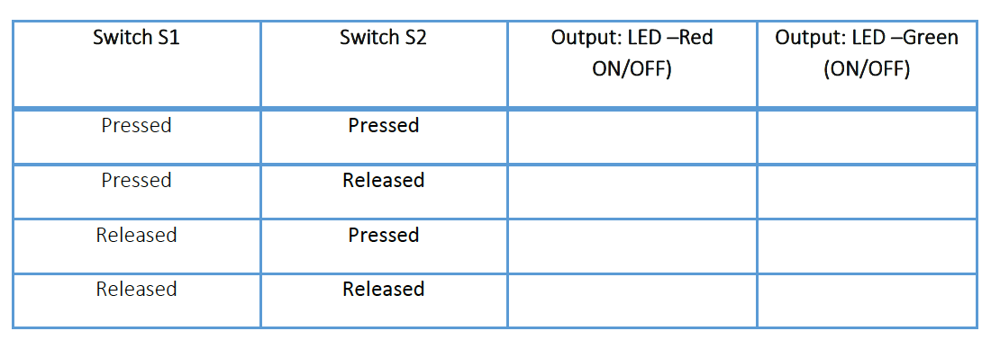 Switch S1
Switch S2
Output: LED –Red
ON/OFF)
Output: LED –Green
(ON/OFF)
Pressed
Pressed
Pressed
Released
Released
Pressed
Released
Released